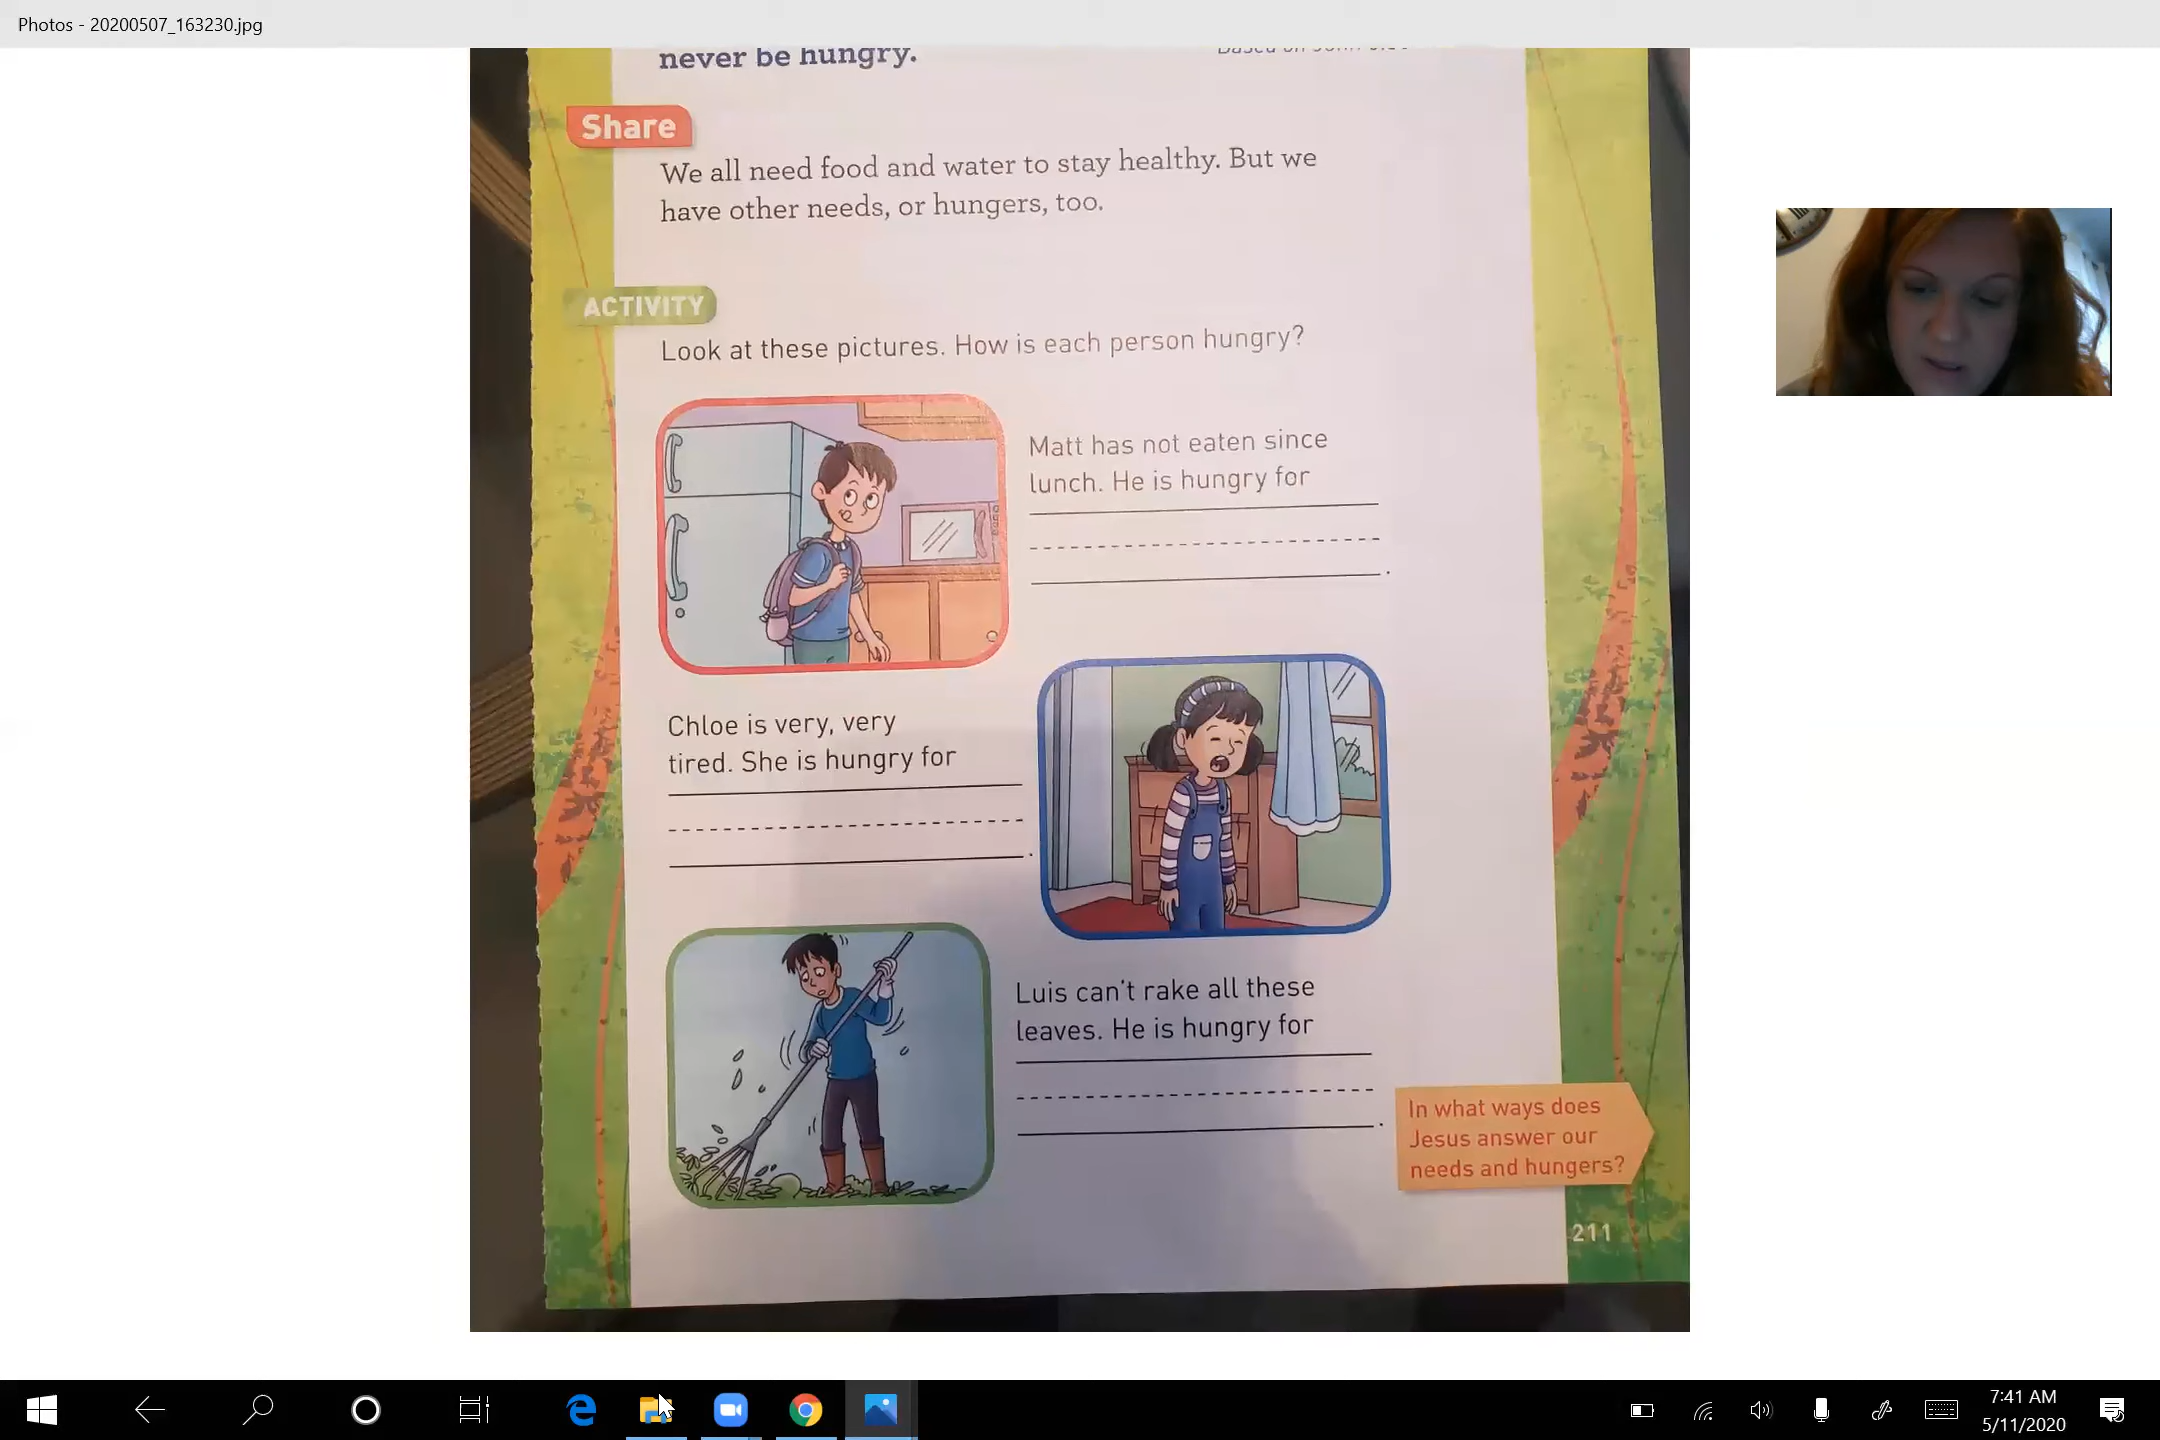 Photos - 20200507_163230.jpg
never be hungry.
Based on John
Share
We all need food and water to stay healthy. But we
have other needs, or hungers, too.
ACTIVITY
Look at these pictures. How is each person hungry?
Matt has not eaten since
lunch. He is hungry for
.
Chloe is very, very
tired. She is hungry for
.
Luis can't rake all these
leaves. He is hungry for
.
In what ways does
Jesus answer our
needs and hungers?
211
7:41 AM
5/11/2020